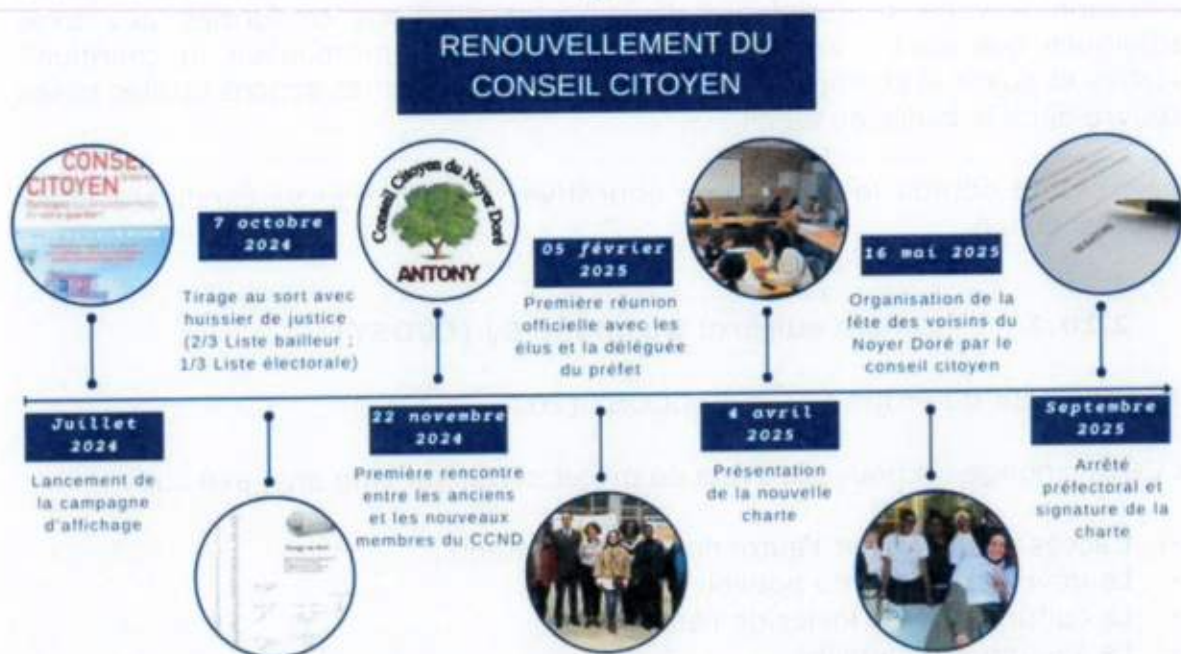 RENOUVELLEMENT DU
CONSEIL CITOYEN
CONSEI
CITOYEN
7 octobre
2024
Tirage au sort avec
huissier de justice
(2/3 Liste bailleur ;
1/3 Liste électorale)
Conseil Citoyen du Noyer Doré
ANTONY
05 février
2025
Première réunion
officielle avec les
élus et la déléguée
du préfet
16 mai 2025
Organisation de la
fête des voisins du
Noyer Doré par le
conseil citoyen
Juillet
2024
Lancement de
la campagne
d'affichage
22 novembre
2024
Première rencontre
entre les anciens
et les nouveaux
membres du CCND
4 avril
2025
Présentation
de la nouvelle
charte
Septembre
2025
Arrêté
préfectoral et
signature de la
charte